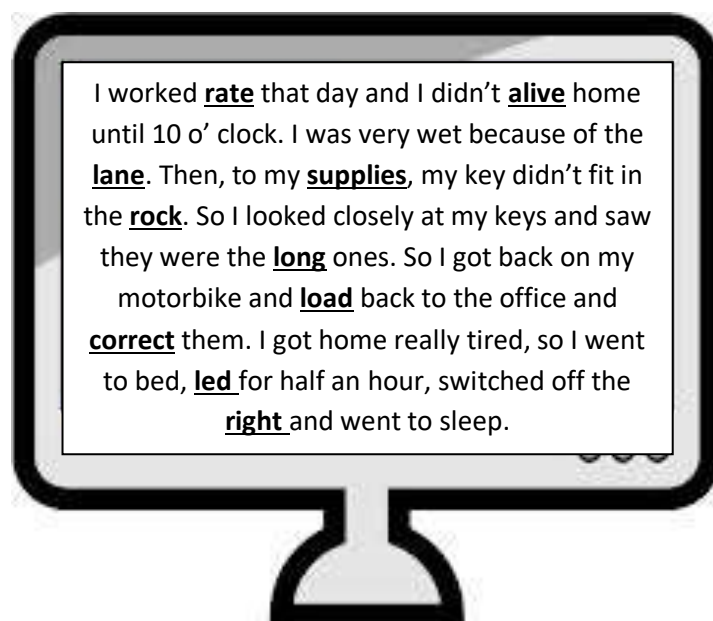 I worked rate that day and I didn’t alive home
until 10 o’ clock. I was very wet because of the
lane. Then, to my supplies, my key didn’t fit in
the rock. So I looked closely at my keys and saw
they were the long ones. So I got back on my
motorbike and load back to the office and
correct them. I got home really tired, so I went
to bed, led for half an hour, switched off the
right and went to sleep.